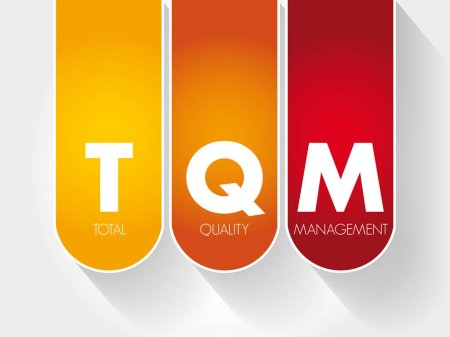 T Q M
TOTAL QUALITY MANAGEMENT